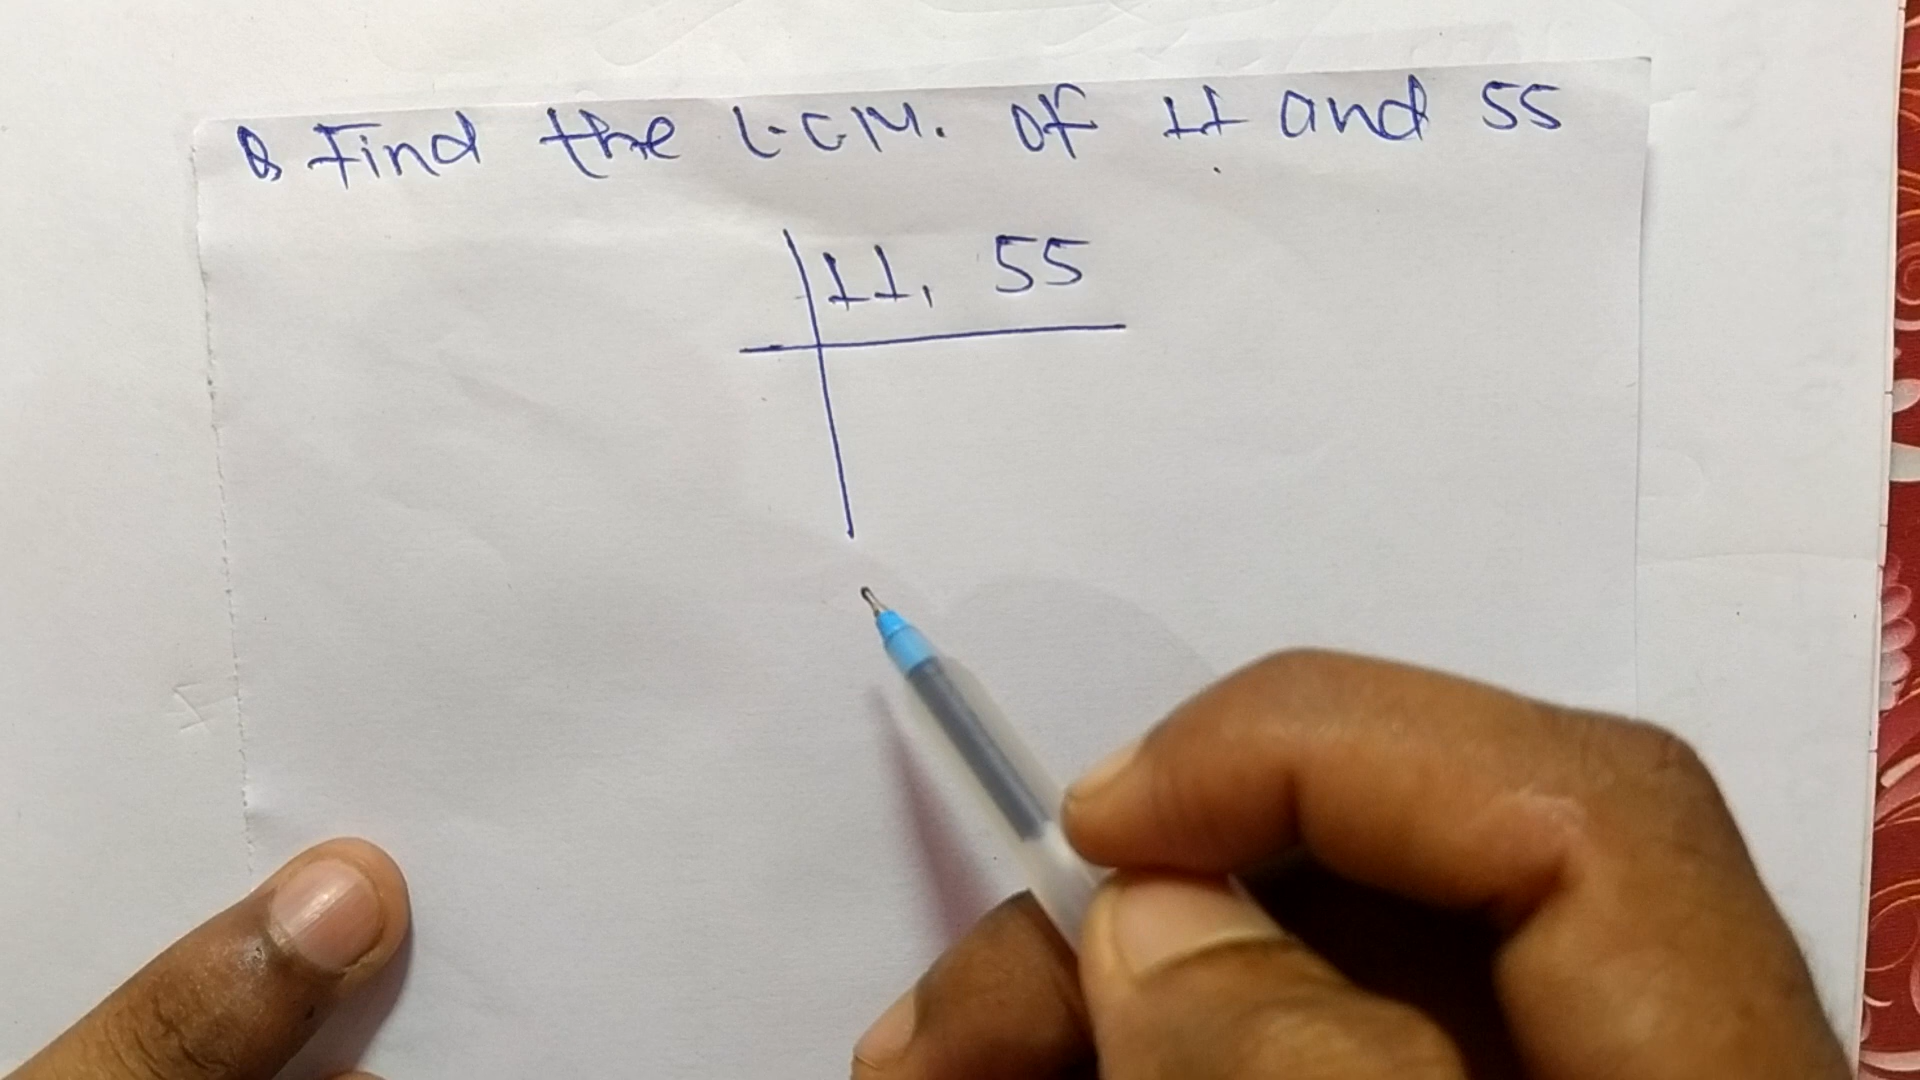 Q Find the L.C.M. of 11 and 55
11, 55